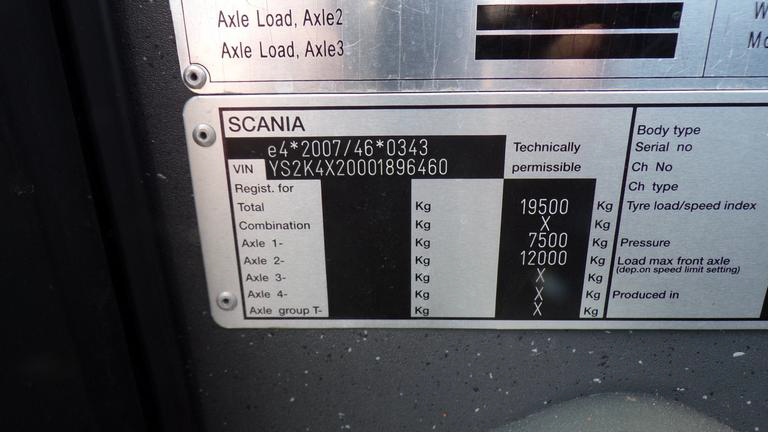 Axle Load, Axle2
Axle Load, Axle3
SCANIA
e4*2007/46*0343
VIN YS2K4X20001896460
Technically
permissible
Regist. for
Total Kg 19500 Kg
Combination Kg X Kg
Axle 1- Kg 7500 Kg
Axle 2- Kg 12000 Kg
Axle 3- Kg X Kg
Axle 4- Kg X Kg
Axle group T- Kg X Kg
Body type
Serial no
Ch No
Ch type
Tyre load/speed index
Pressure
Load max front axle
(dep.on speed limit setting)
Produced in